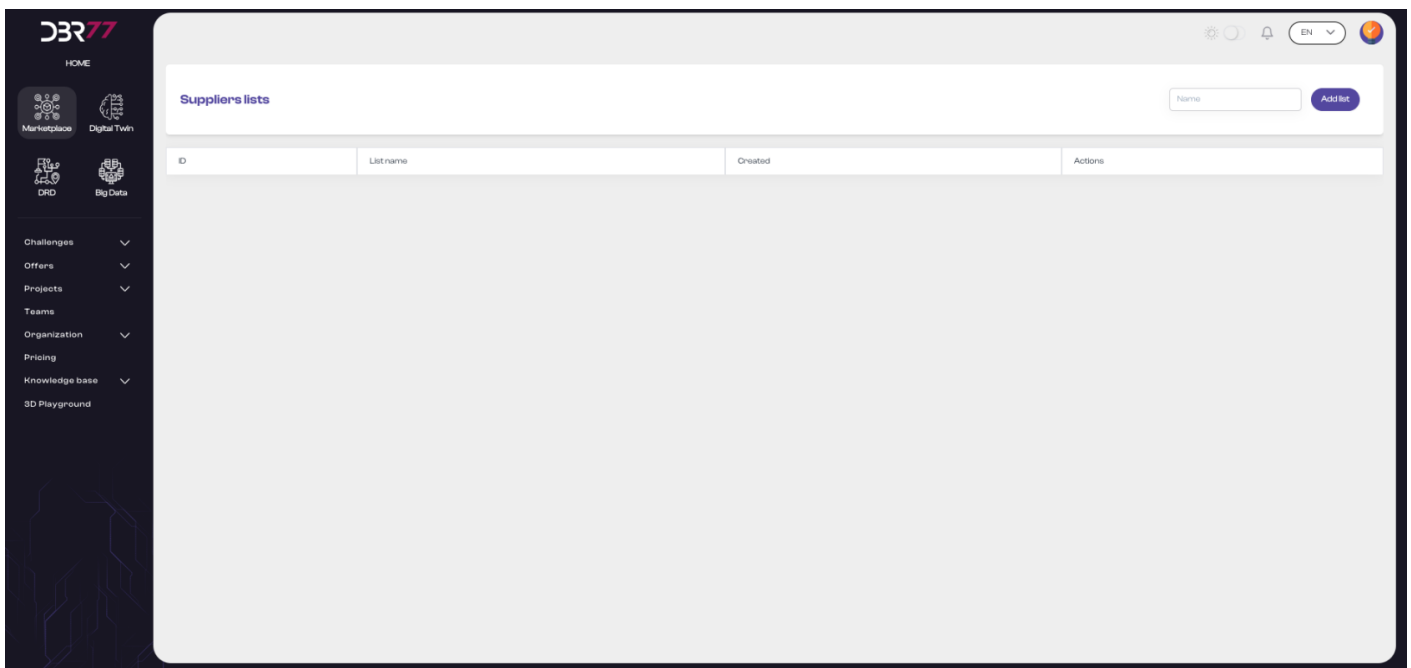 DBR77
HOME
EN
Marketplace
Digital Twin
DRD
Big Data
Challenges
Offers
Projects
Teams
Organization
Pricing
Knowledge base
3D Playground
Suppliers lists
Name
Add list
ID
List name
Created
Actions